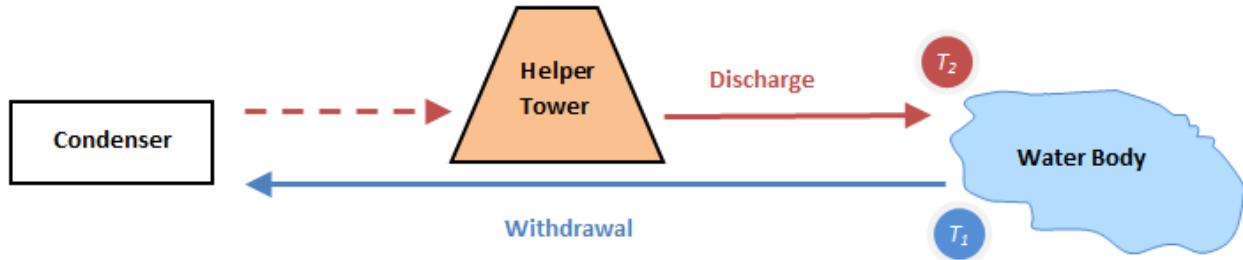 Helper
Tower
T2
Discharge
Condenser
Water Body
Withdrawal
T1